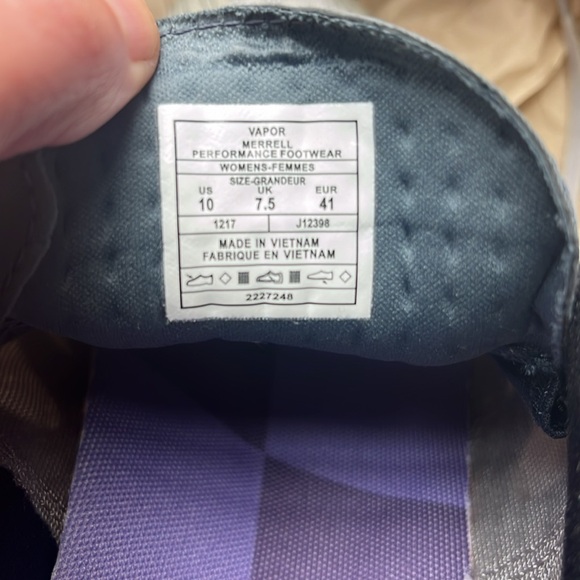 VAPOR
MERRELL
PERFORMANCE FOOTWEAR
WOMENS-FEMMES
SIZE-GRANDEUR
US UK EUR
10 7.5 41
1217 J12398
MADE IN VIETNAM
FABRIQUE EN VIETNAM
2227248